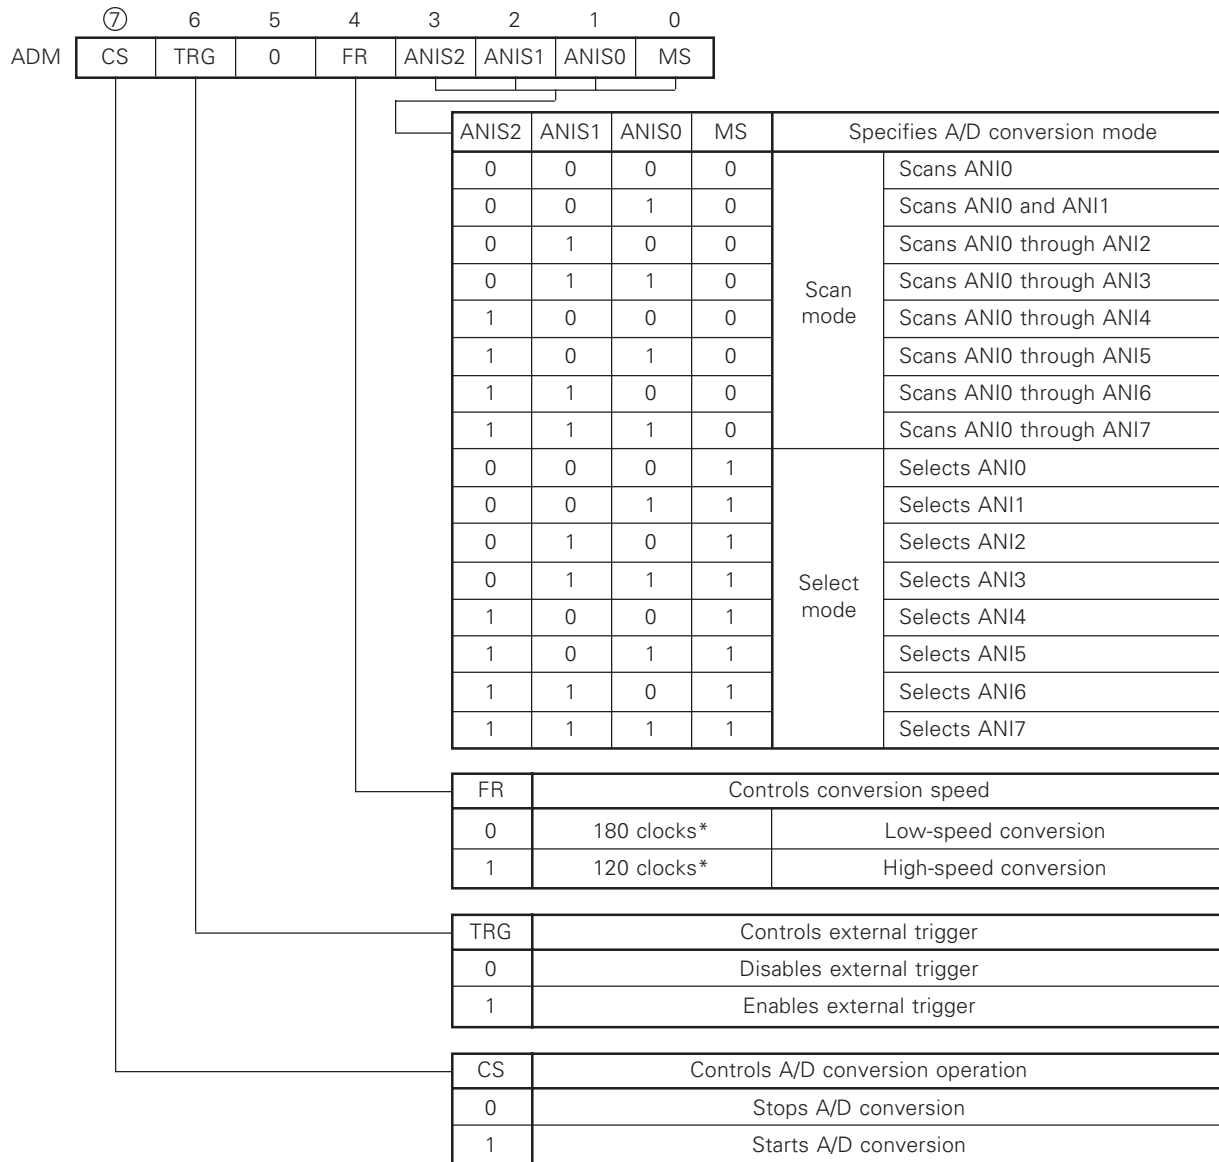 ⑦ 6 5 4 3 2 1 0
ADM CS TRG 0 FR ANIS2 ANIS1 ANIS0 MS
ANIS2 ANIS1 ANIS0 MS Specifies A/D conversion mode
0 0 0 0 Scans ANI0
0 0 1 0 Scans ANI0 and ANI1
0 1 0 0 Scans ANI0 through ANI2
0 1 1 0 Scans ANI0 through ANI3
Scan
mode
1 0 0 0 Scans ANI0 through ANI4
1 0 1 0 Scans ANI0 through ANI5
1 1 0 0 Scans ANI0 through ANI6
1 1 1 0 Scans ANI0 through ANI7
0 0 0 1 Selects ANI0
0 0 1 1 Selects ANI1
0 1 0 1 Selects ANI2
0 1 1 1 Selects ANI3
Select
mode
1 0 0 1 Selects ANI4
1 0 1 1 Selects ANI5
1 1 0 1 Selects ANI6
1 1 1 1 Selects ANI7
FR Controls conversion speed
0 180 clocks* Low-speed conversion
1 120 clocks* High-speed conversion
TRG Controls external trigger
0 Disables external trigger
1 Enables external trigger
CS Controls A/D conversion operation
0 Stops A/D conversion
1 Starts A/D conversion